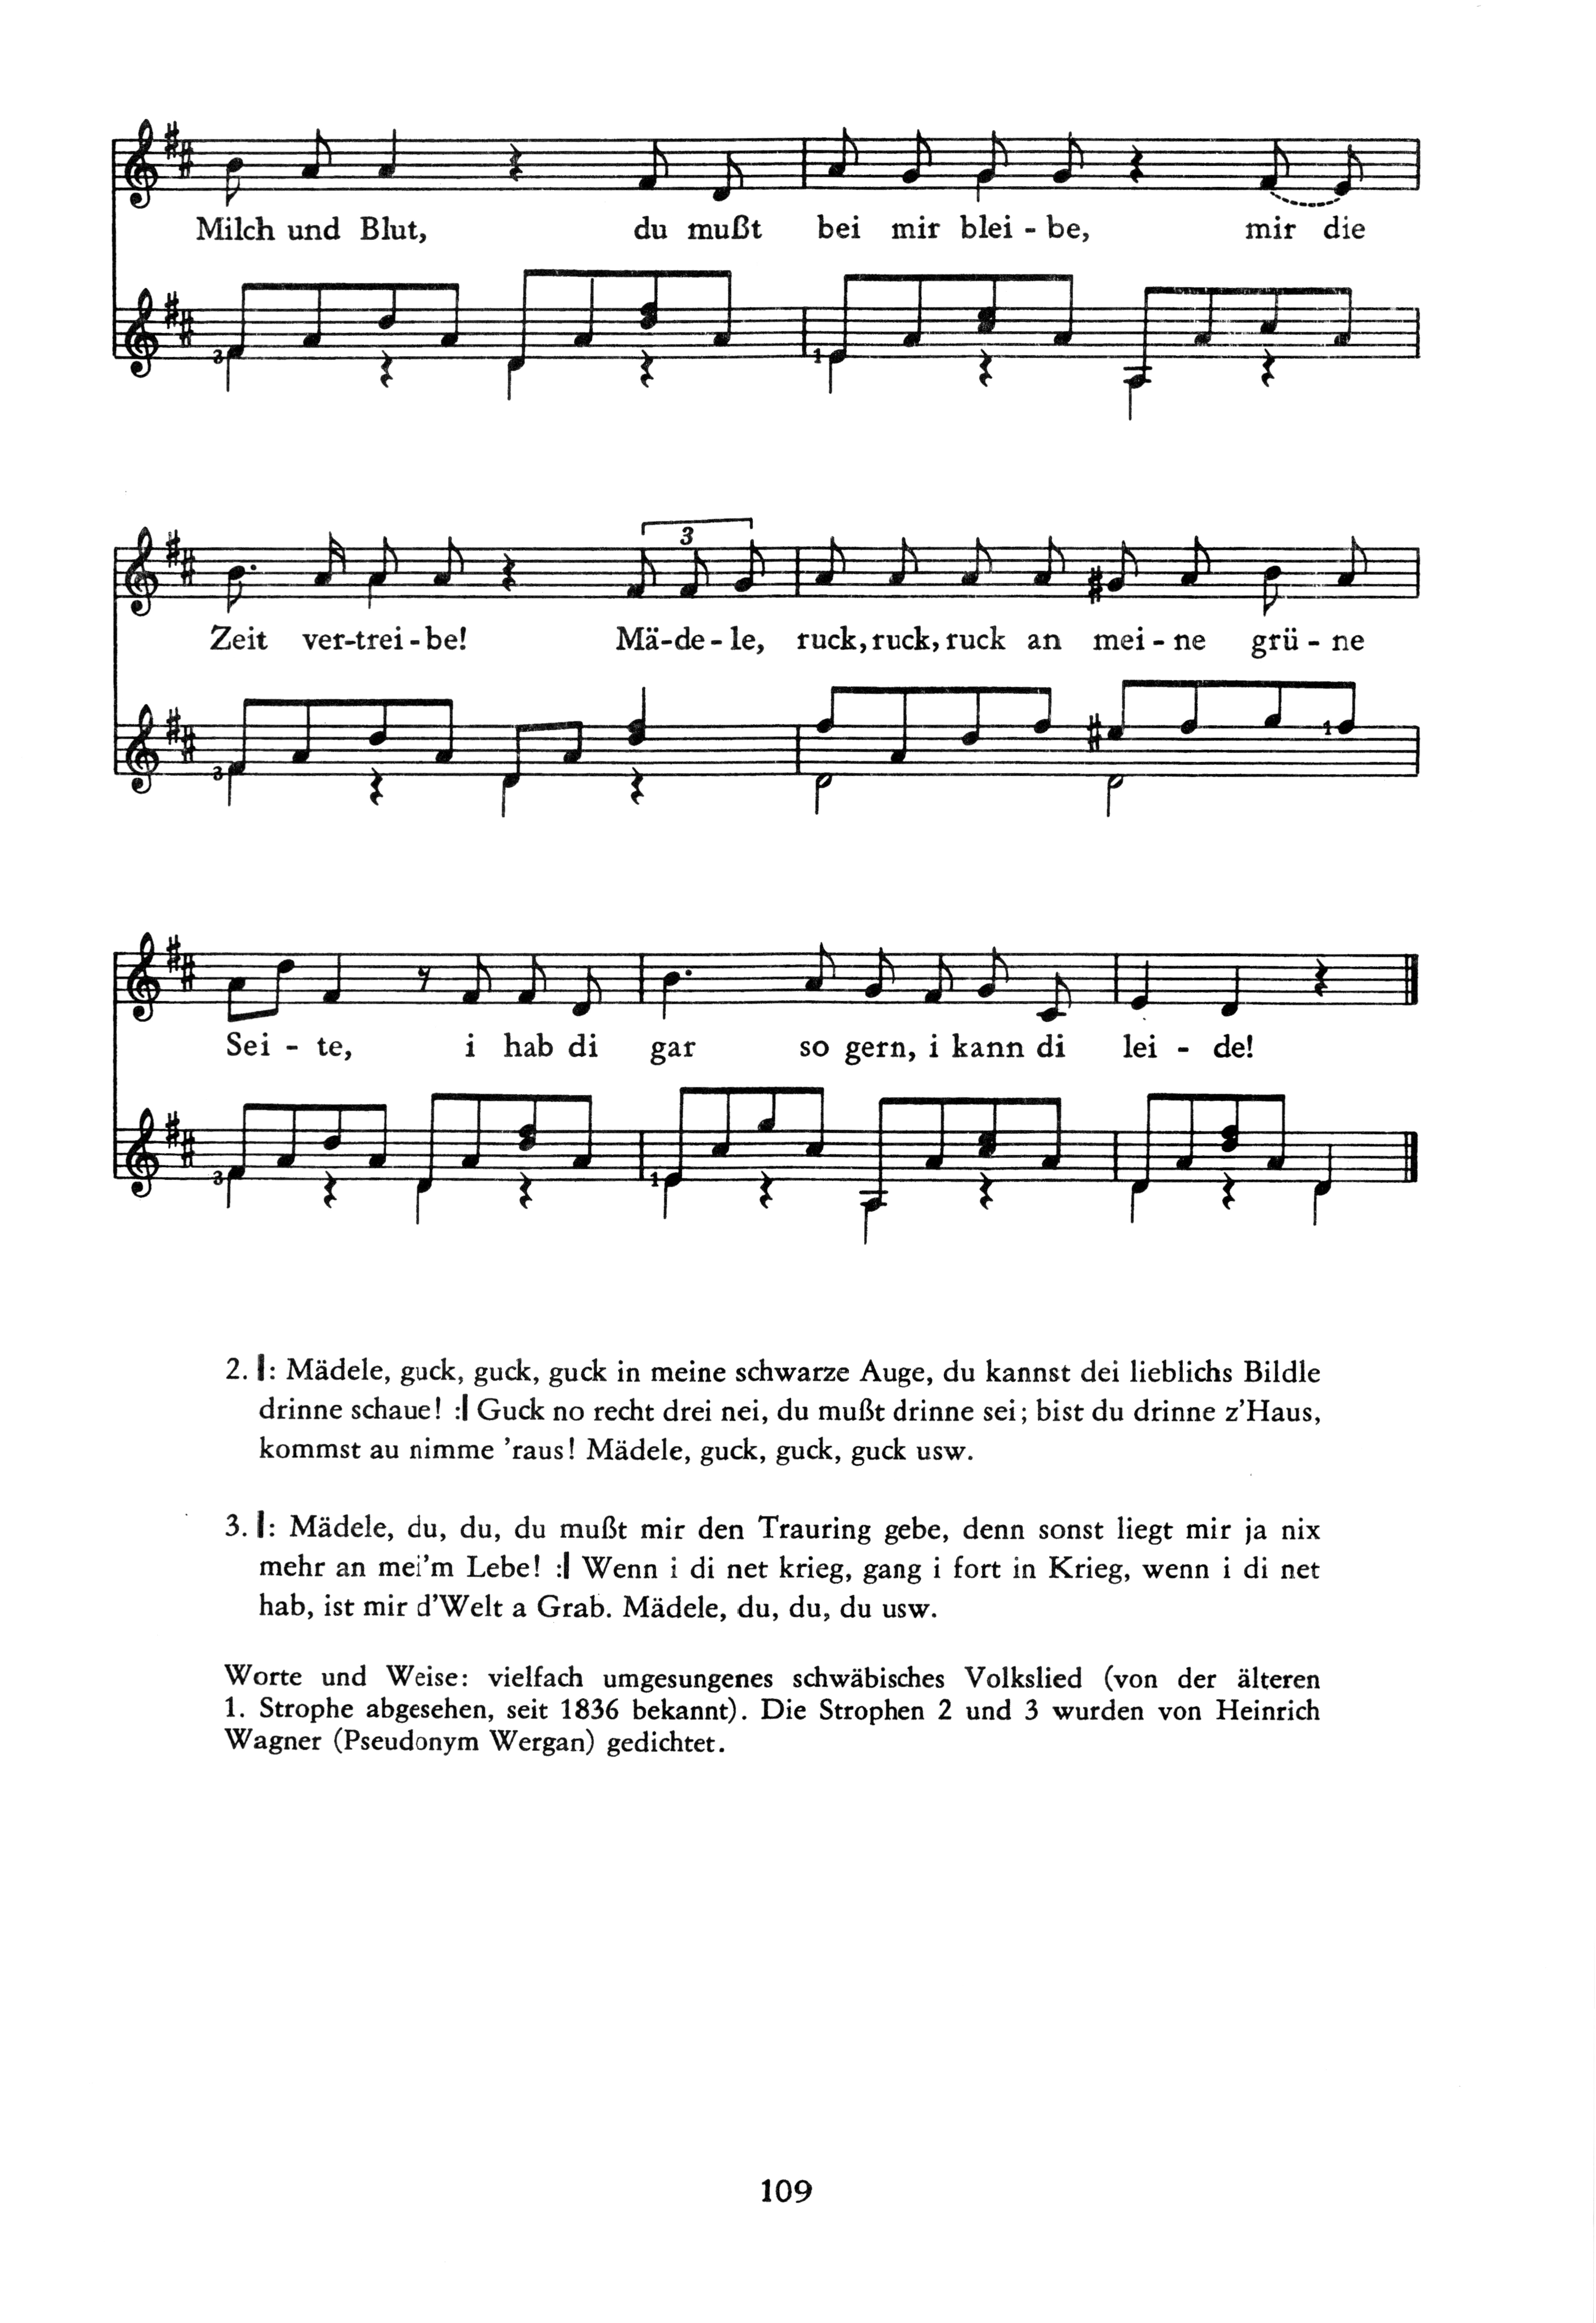 Milch und Blut, du mußt bei mir blei - be, mir die
3 1
3
Zeit ver-trei - be! Mä-de - le, ruck, ruck, ruck an mei - ne grü - ne
3 1
Sei - te, i hab di gar so gern, i kann di lei - de!
3 1
2. |: Mädele, guck, guck, guck in meine schwarze Auge, du kannst dei lieblichs Bildle
drinne schaue! :| Guck no recht drei nei, du mußt drinne sei; bist du drinne z’Haus,
kommst au nimme ’raus! Mädele, guck, guck, guck usw.
3. |: Mädele, du, du, du mußt mir den Trauring gebe, denn sonst liegt mir ja nix
mehr an mei’m Lebe! :| Wenn i di net krieg, gang i fort in Krieg, wenn i di net
hab, ist mir d’Welt a Grab. Mädele, du, du, du usw.
Worte und Weise: vielfach umgesungenes schwäbisches Volkslied (von der älteren
1. Strophe abgesehen, seit 1836 bekannt). Die Strophen 2 und 3 wurden von Heinrich
Wagner (Pseudonym Wergan) gedichtet.
109